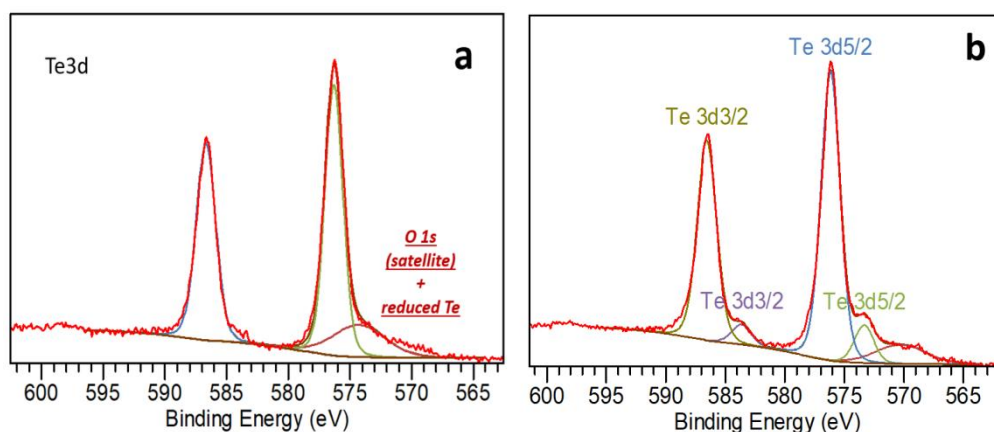 Te3d
a
O 1s
(satellite)
+
reduced Te
600 595 590 585 580 575 570 565
Binding Energy (eV)
b
Te 3d5/2
Te 3d3/2
Te 3d3/2
Te 3d5/2
600 595 590 585 580 575 570 565
Binding Energy (eV)